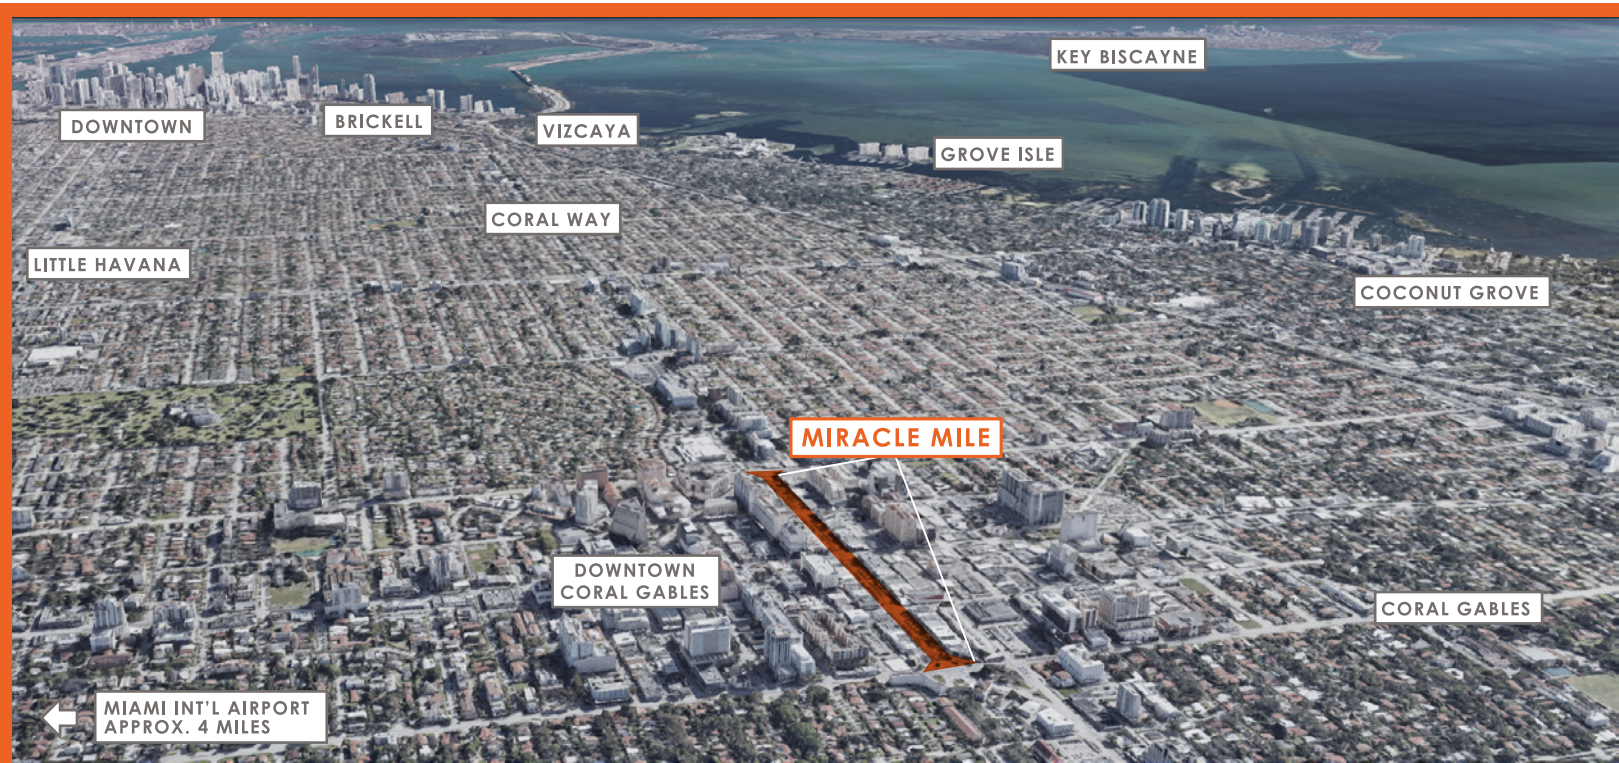 KEY BISCAYNE
DOWNTOWN
BRICKELL
VIZCAYA
GROVE ISLE
CORAL WAY
LITTLE HAVANA
COCONUT GROVE
MIRACLE MILE
DOWNTOWN
CORAL GABLES
CORAL GABLES
MIAMI INT'L AIRPORT
APPROX. 4 MILES